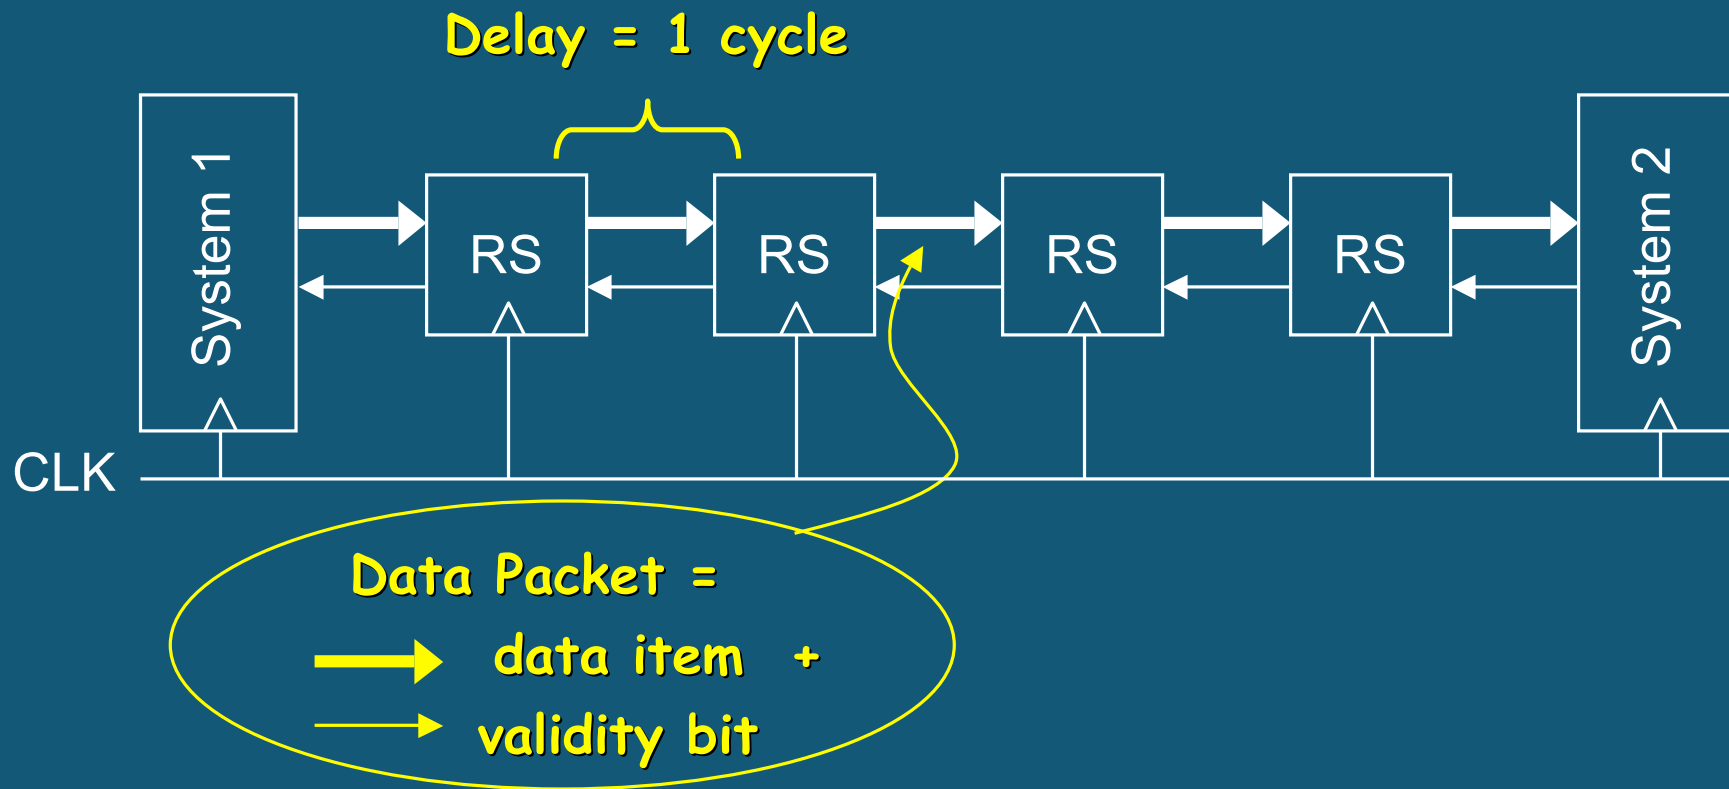 Delay = 1 cycle
System 1
RS
RS
RS
RS
System 2
CLK
Data Packet =
data item +
validity bit